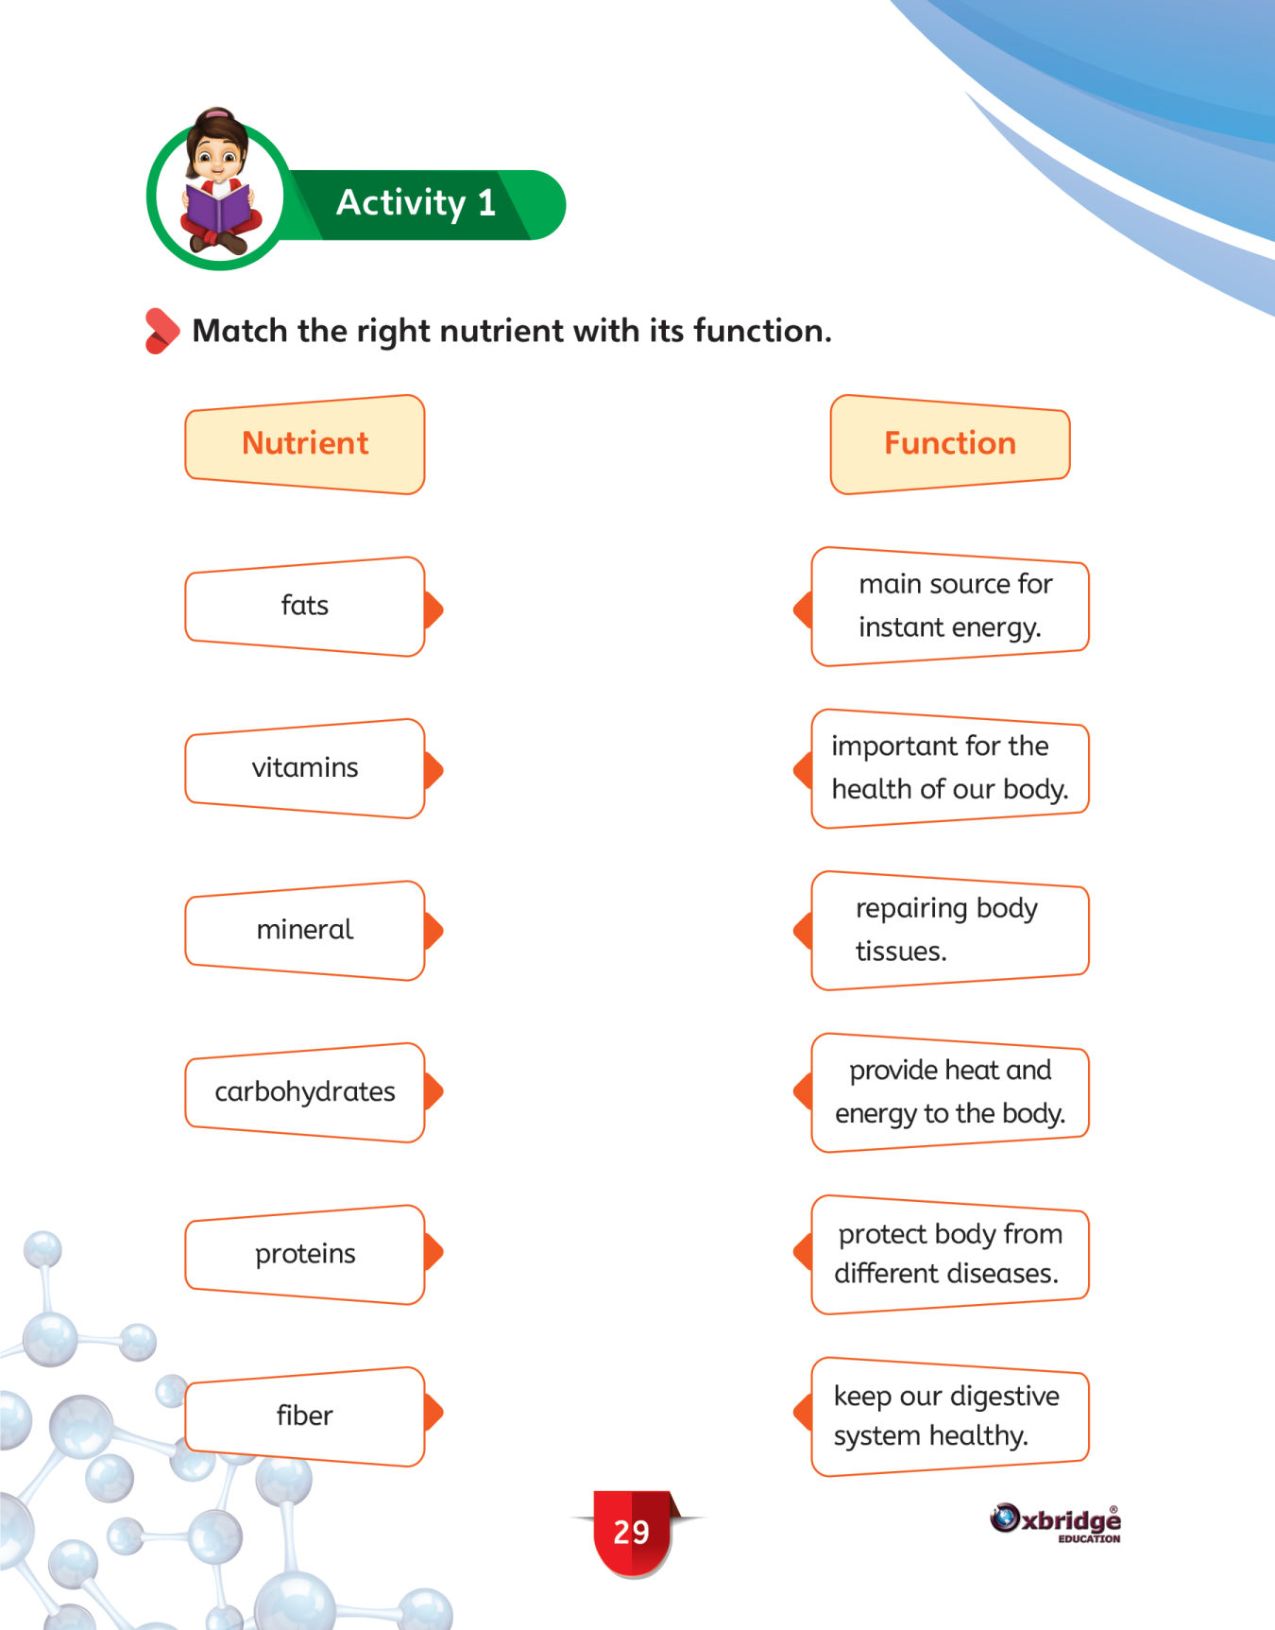 Activity 1
Match the right nutrient with its function.
Nutrient
Function
fats
main source for
instant energy.
vitamins
important for the
health of our body.
mineral
repairing body
tissues.
carbohydrates
provide heat and
energy to the body.
proteins
protect body from
different diseases.
fiber
keep our digestive
system healthy.
29
Oxbridge®
EDUCATION